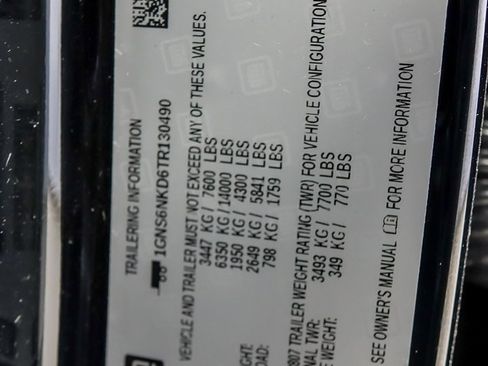 TRAILERING INFORMATION
1GNS6NKD6TR130490
VEHICLE AND TRAILER MUST NOT EXCEED ANY OF THESE VALUES.
3447 KG / 7600 LBS
6350 KG / 14000 LBS
1950 KG / 4300 LBS
2649 KG / 5841 LBS
798 KG / 1759 LBS
OAD:
807 TRAILER WEIGHT RATING (TWR) FOR VEHICLE CONFIGURATION
NAL TWR: 3493 KG / 7700 LBS
E WEIGHT: 349 KG / 770 LBS
SEE OWNER'S MANUAL FOR MORE INFORMATION